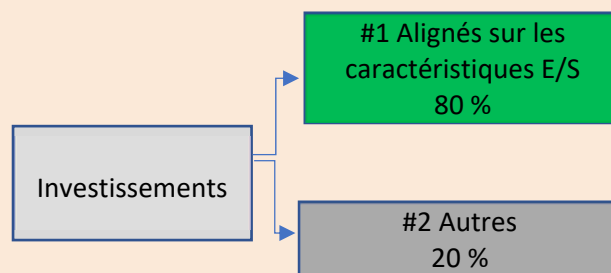 #1 Alignés sur les
caractéristiques E/S
80 %
Investissements
#2 Autres
20 %